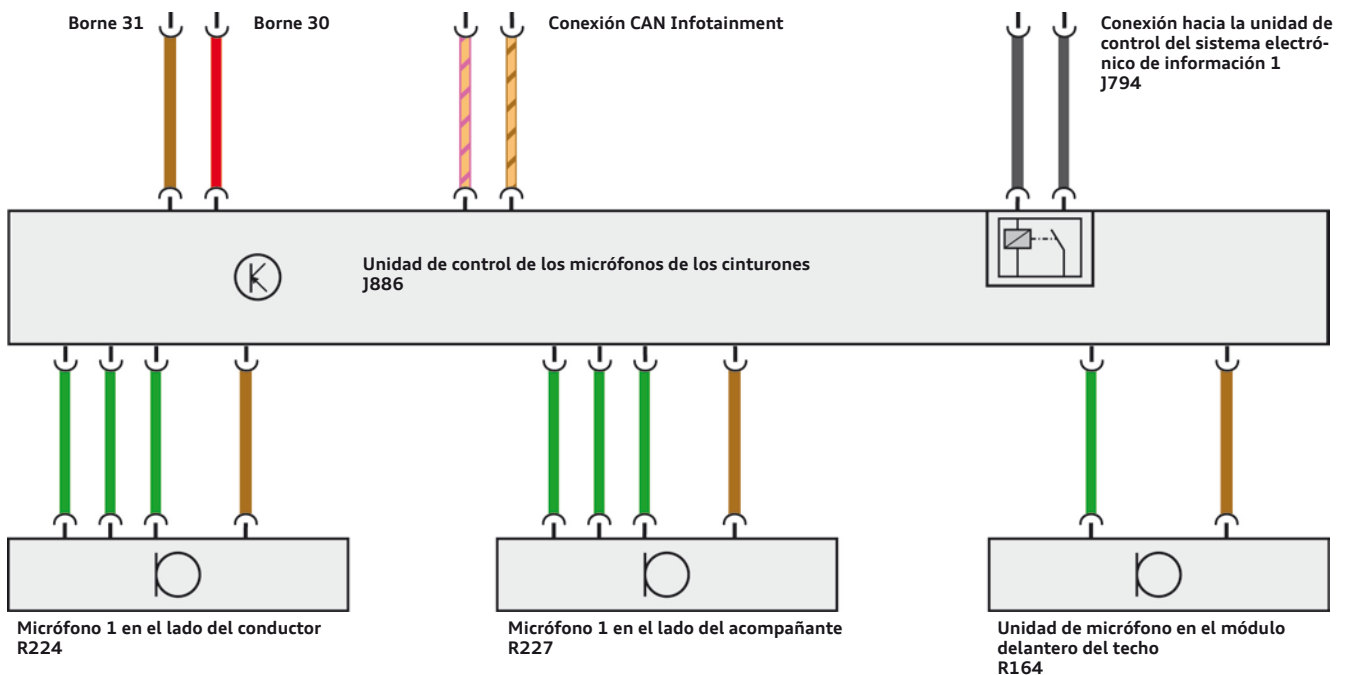 Borne 31
Borne 30
Conexión CAN Infotainment
Conexión hacia la unidad de
control del sistema electró-
nico de información 1
J794
Unidad de control de los micrófonos de los cinturones
J886
Micrófono 1 en el lado del conductor
R224
Micrófono 1 en el lado del acompañante
R227
Unidad de micrófono en el módulo
delantero del techo
R164